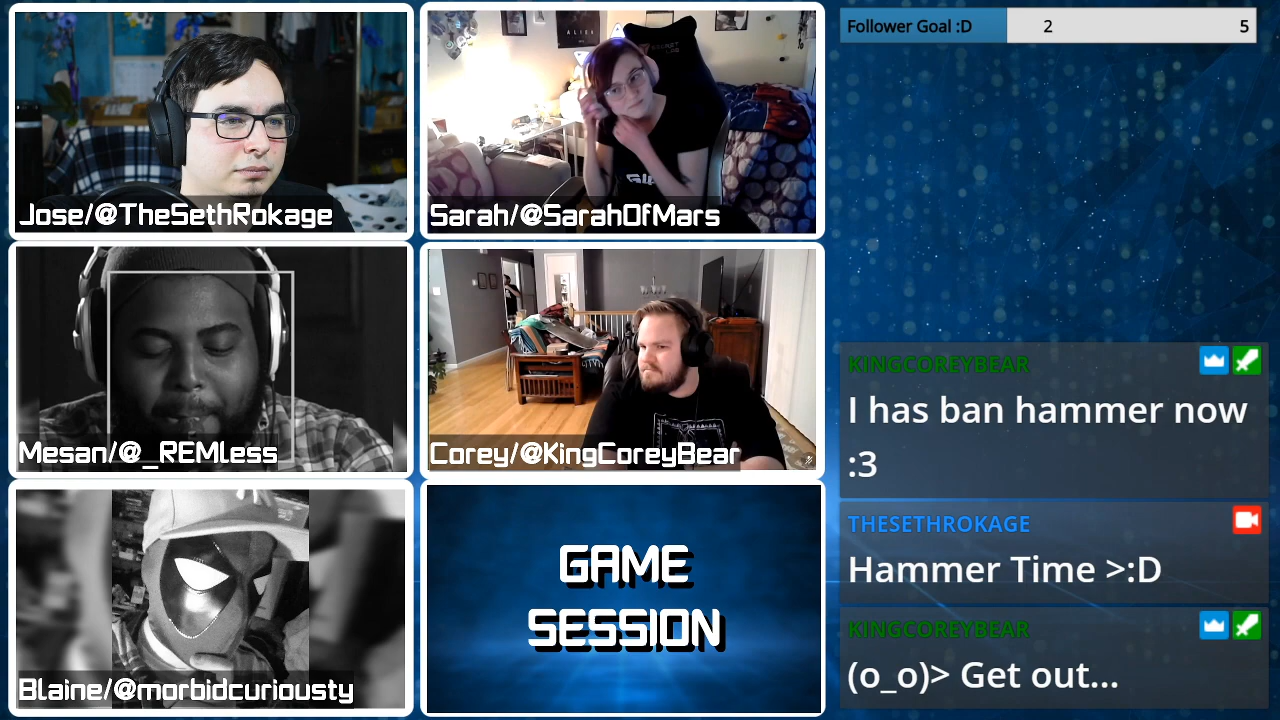 Jose/@TheSethRokage
ALIEN
Sarah/@SarahOfMars
Mesan/@_REMless
Corey/@KingCoreyBear
Blaine/@morbidcuriousty
GAME
SESSION
Follower Goal :D 2 5
KINGCOREYBEAR
I has ban hammer now
:3
THESETHROKAGE
Hammer Time >:D
KINGCOREYBEAR
(o_o)> Get out...